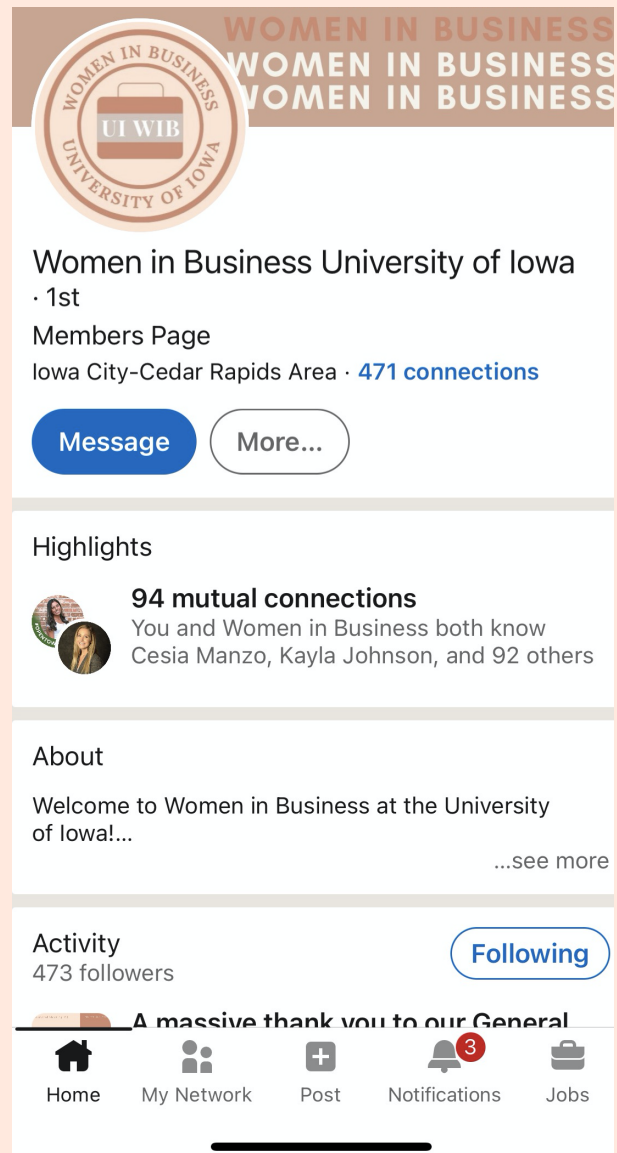 WOMEN IN BUSINESS
WOMEN IN BUSINESS
WOMEN IN BUSINESS
WOMEN IN BUSINESS
UI WIB
UNIVERSITY OF IOWA
Women in Business University of Iowa
· 1st
Members Page
Iowa City-Cedar Rapids Area · 471 connections
Message More...
Highlights
94 mutual connections
You and Women in Business both know
Cesia Manzo, Kayla Johnson, and 92 others
About
Welcome to Women in Business at the University
of Iowa!...
...see more
Activity
Following
473 followers
A massive thank you to our General
3
Home My Network Post Notifications Jobs